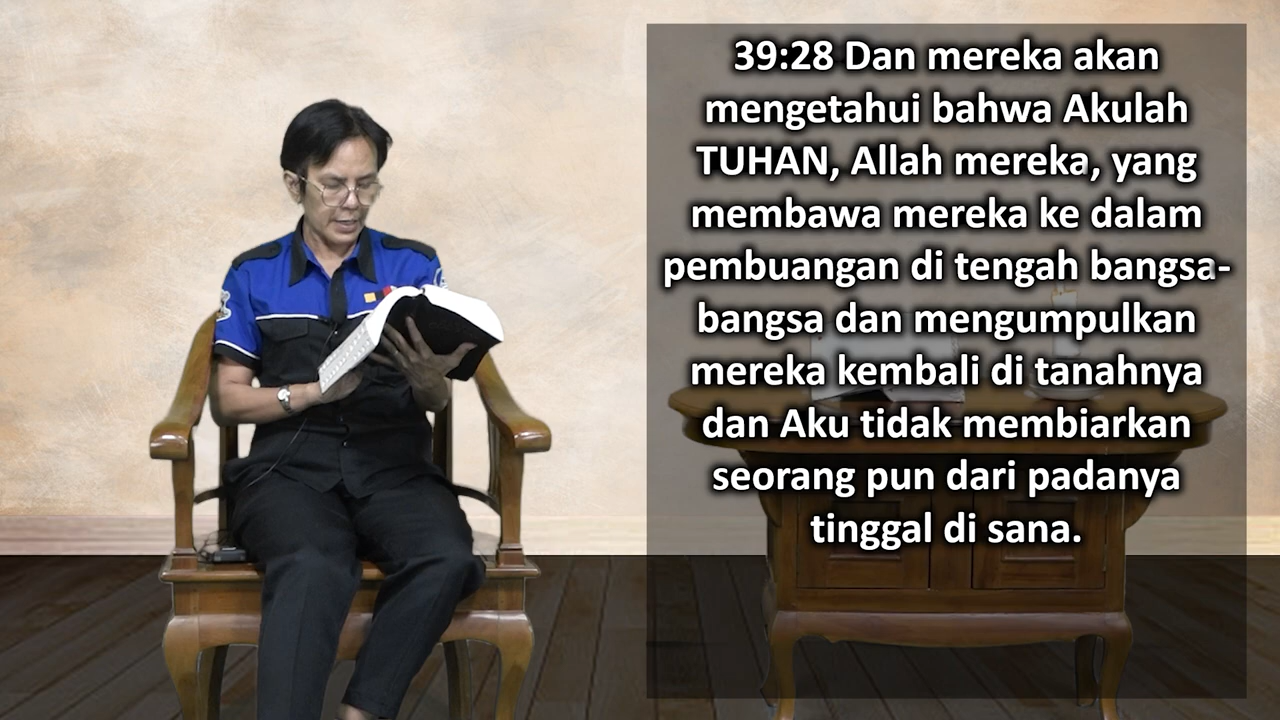 39:28 Dan mereka akan
mengetahui bahwa Akulah
TUHAN, Allah mereka, yang
membawa mereka ke dalam
pembuangan di tengah bangsa-
bangsa dan mengumpulkan
mereka kembali di tanahnya
dan Aku tidak membiarkan
seorang pun dari padanya
tinggal di sana.